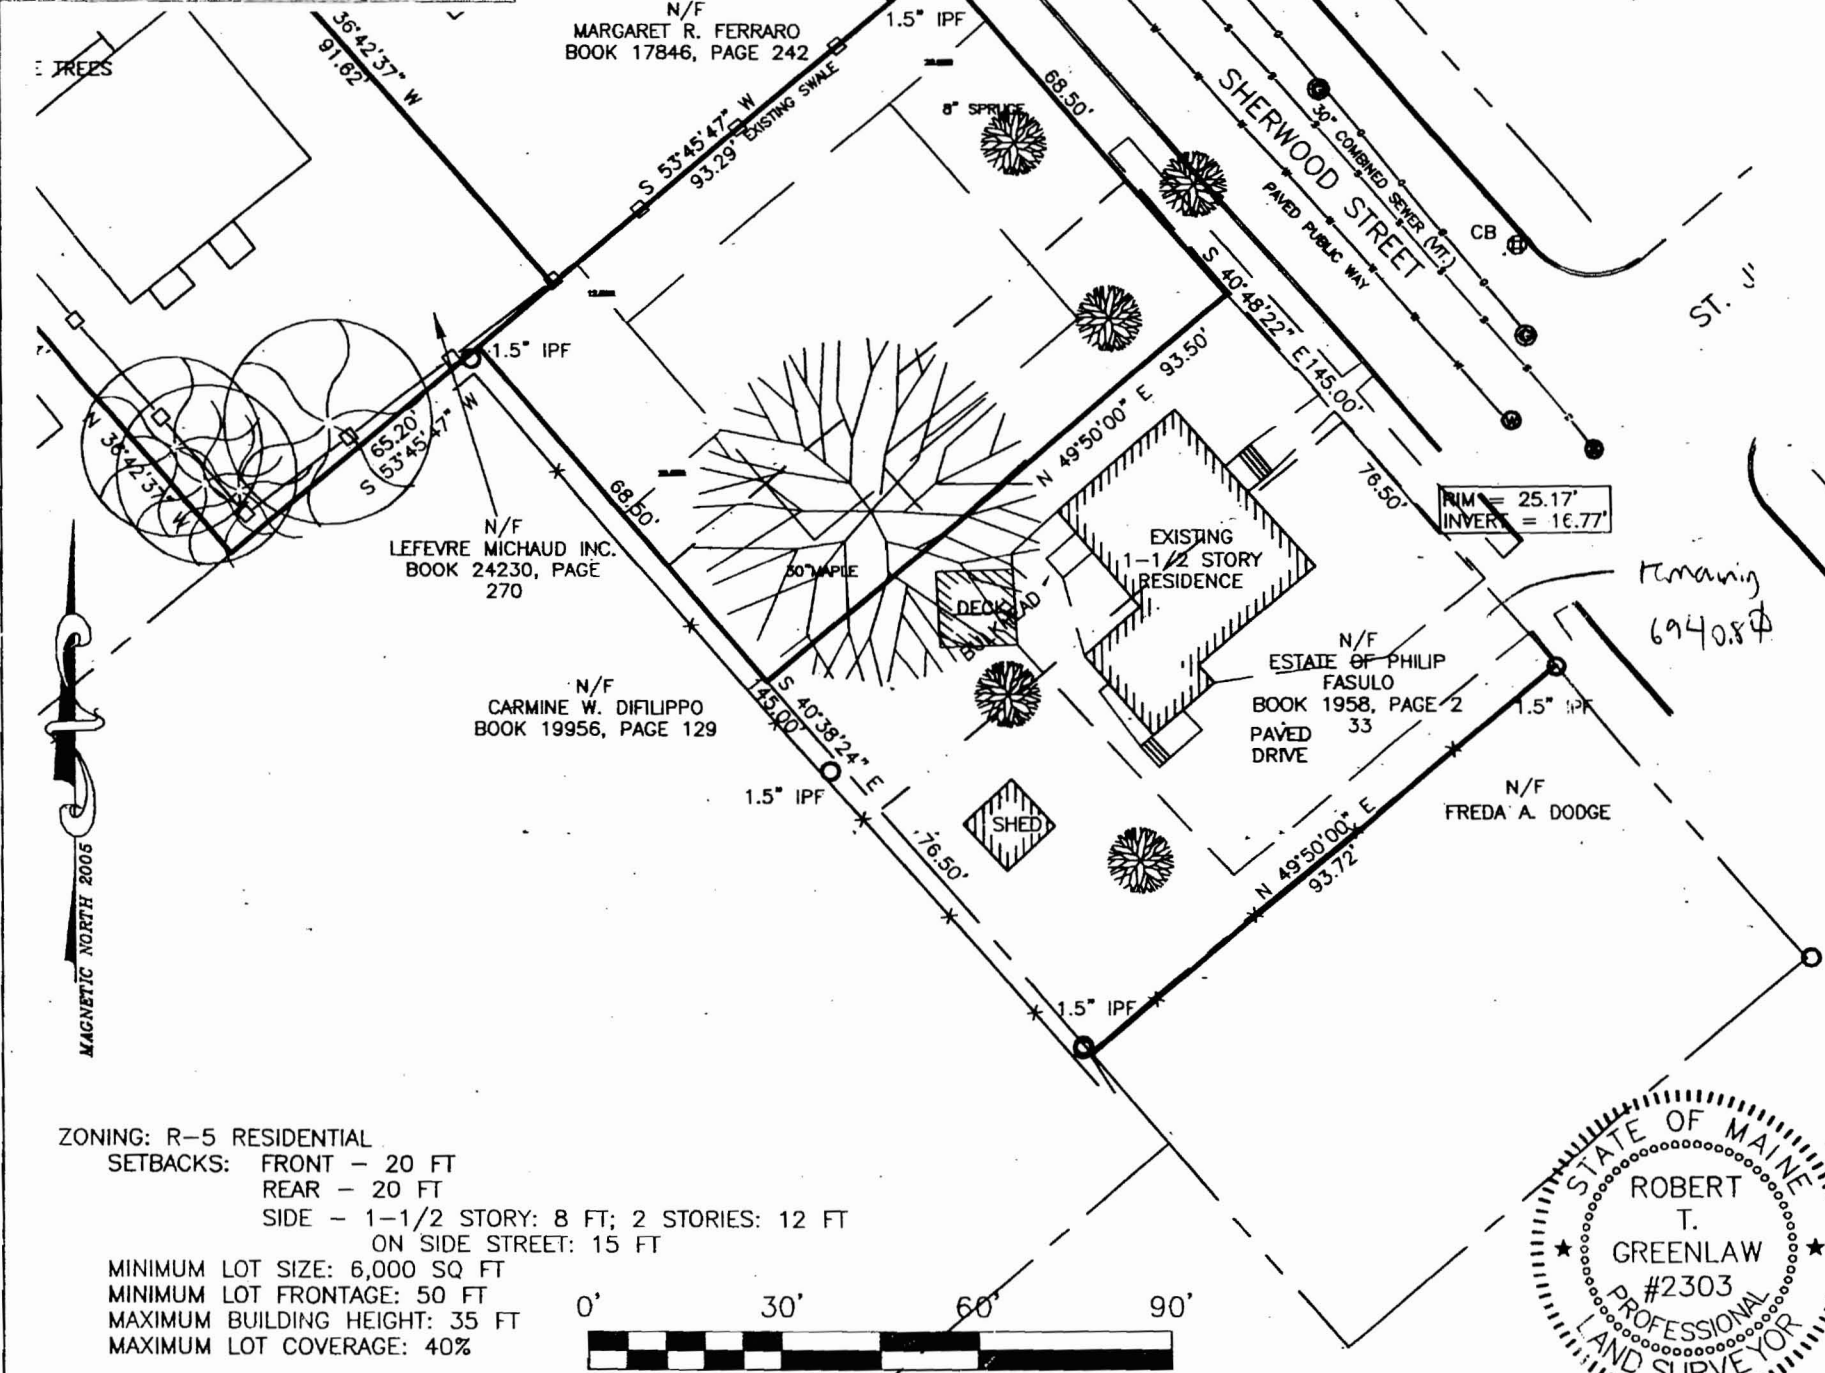 N/F
MARGARET R. FERRARO
BOOK 17846, PAGE 242
1.5" IPF
36°42'37" W
91.62'
TREES
S 53°45'47" W
93.29'
EXISTING SWALE
8" SPRUCE
68.50'
SHERWOOD STREET
30" COMBINED SEWER (MT.)
PAVED PUBLIC WAY
CB
ST.
S 40°48'22" E 145.00'
1.5" IPF
N 36°42'37" W
65.20'
S 53°45'47" W
68.50'
N 49°50'00" E 93.50'
76.50'
RIM = 25.17'
INVERT = 16.77'
N/F
LEFEVRE MICHAUD INC.
BOOK 24230, PAGE
270
30" MAPLE
EXISTING
1-1/2 STORY
RESIDENCE
DECK
BULKHEAD
remaining
6940.8
N/F
ESTATE OF PHILIP
FASULO
BOOK 1958, PAGE 2
33
PAVED
DRIVE
1.5" IPF
N/F
CARMINE W. DIFILIPPO
BOOK 19956, PAGE 129
S 40°38'24" E
145.00'
1.5" IPF
76.50'
SHED
N/F
FREDA A. DODGE
N 49°50'00" E
93.72'
1.5" IPF
MAGNETIC NORTH 2005
ZONING: R-5 RESIDENTIAL
SETBACKS: FRONT - 20 FT
REAR - 20 FT
SIDE - 1-1/2 STORY: 8 FT; 2 STORIES: 12 FT
ON SIDE STREET: 15 FT
MINIMUM LOT SIZE: 6,000 SQ FT
MINIMUM LOT FRONTAGE: 50 FT
MAXIMUM BUILDING HEIGHT: 35 FT
MAXIMUM LOT COVERAGE: 40%
0' 30' 60' 90'
STATE OF MAINE
ROBERT
T.
GREENLAW
#2303
PROFESSIONAL
LAND SURVEYOR